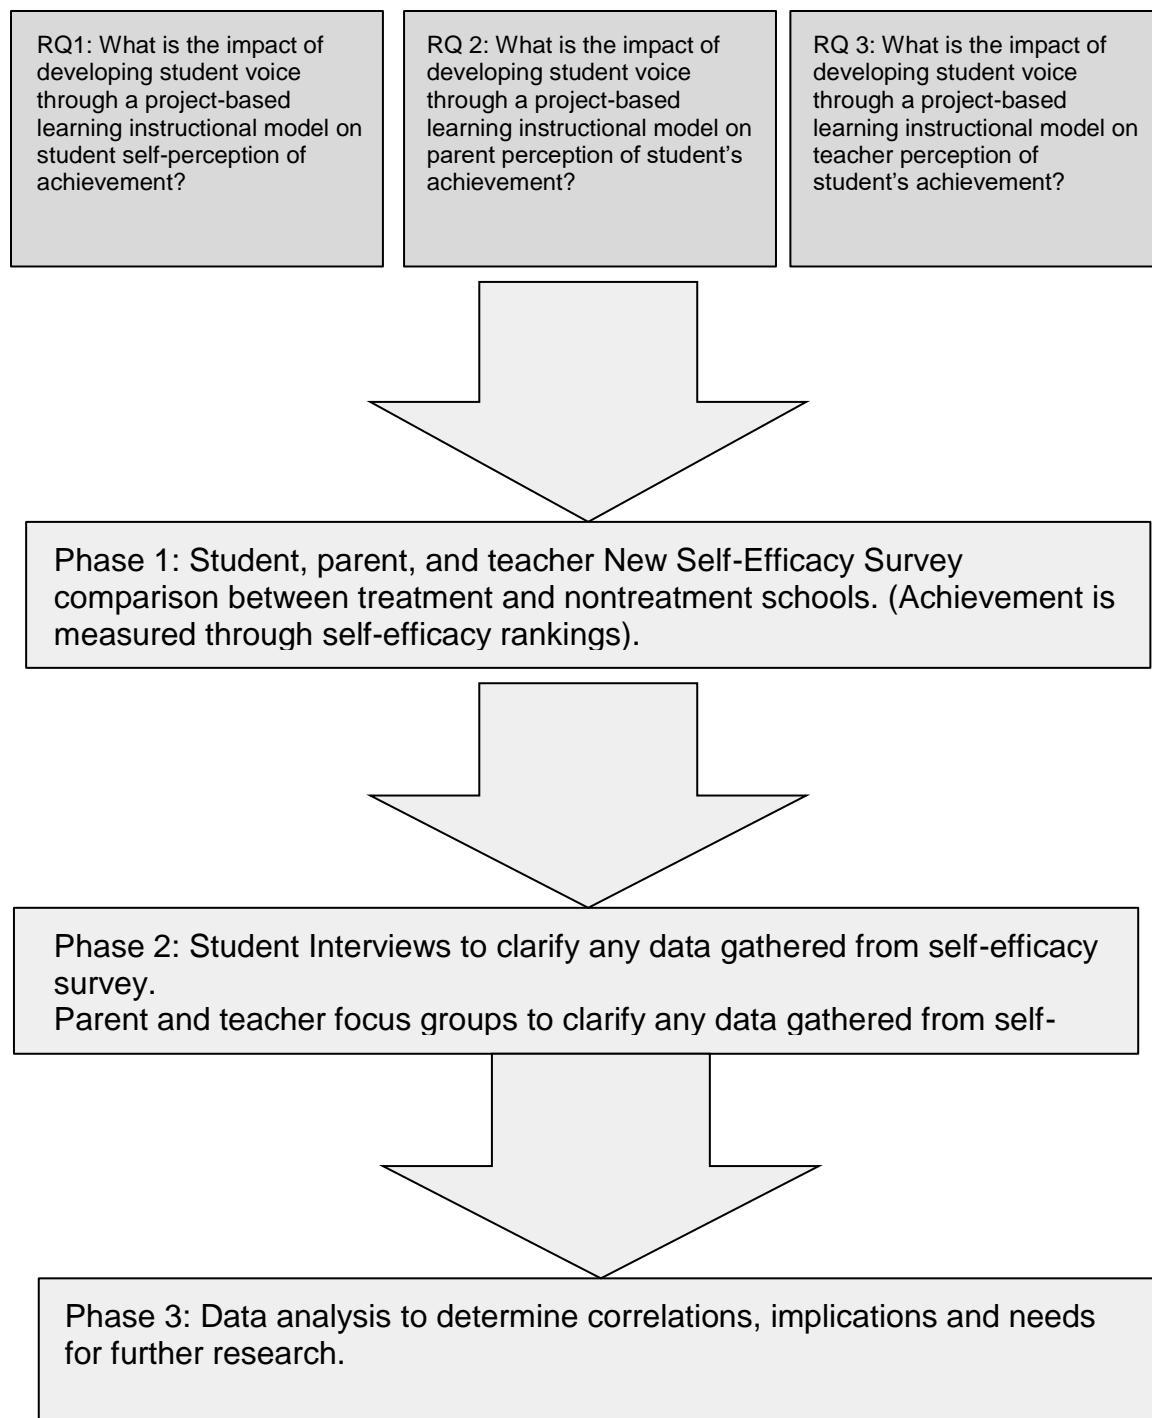 RQ1: What is the impact of
developing student voice
through a project-based
learning instructional model on
student self-perception of
achievement?
RQ 2: What is the impact of
developing student voice
through a project-based
learning instructional model on
parent perception of student’s
achievement?
RQ 3: What is the impact of
developing student voice
through a project-based
learning instructional model on
teacher perception of
student’s achievement?
Phase 1: Student, parent, and teacher New Self-Efficacy Survey
comparison between treatment and nontreatment schools. (Achievement is
measured through self-efficacy rankings).
Phase 2: Student Interviews to clarify any data gathered from self-efficacy
survey.
Parent and teacher focus groups to clarify any data gathered from self-
Phase 3: Data analysis to determine correlations, implications and needs
for further research.